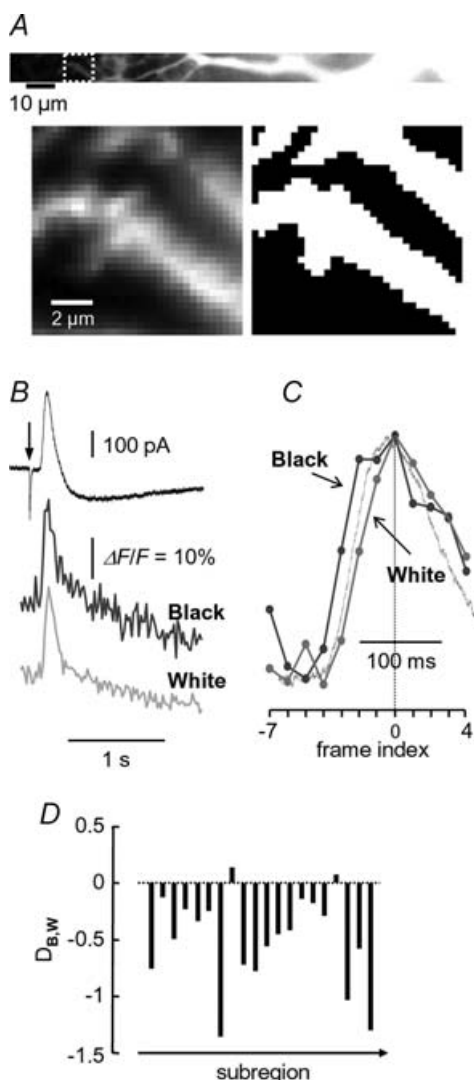 A
10 µm
2 µm
B
100 pA
ΔF/F = 10%
Black
White
1 s
C
Black
White
100 ms
-7 0 4
frame index
D
0.5
0
-0.5
-1
-1.5
D_B,W
subregion